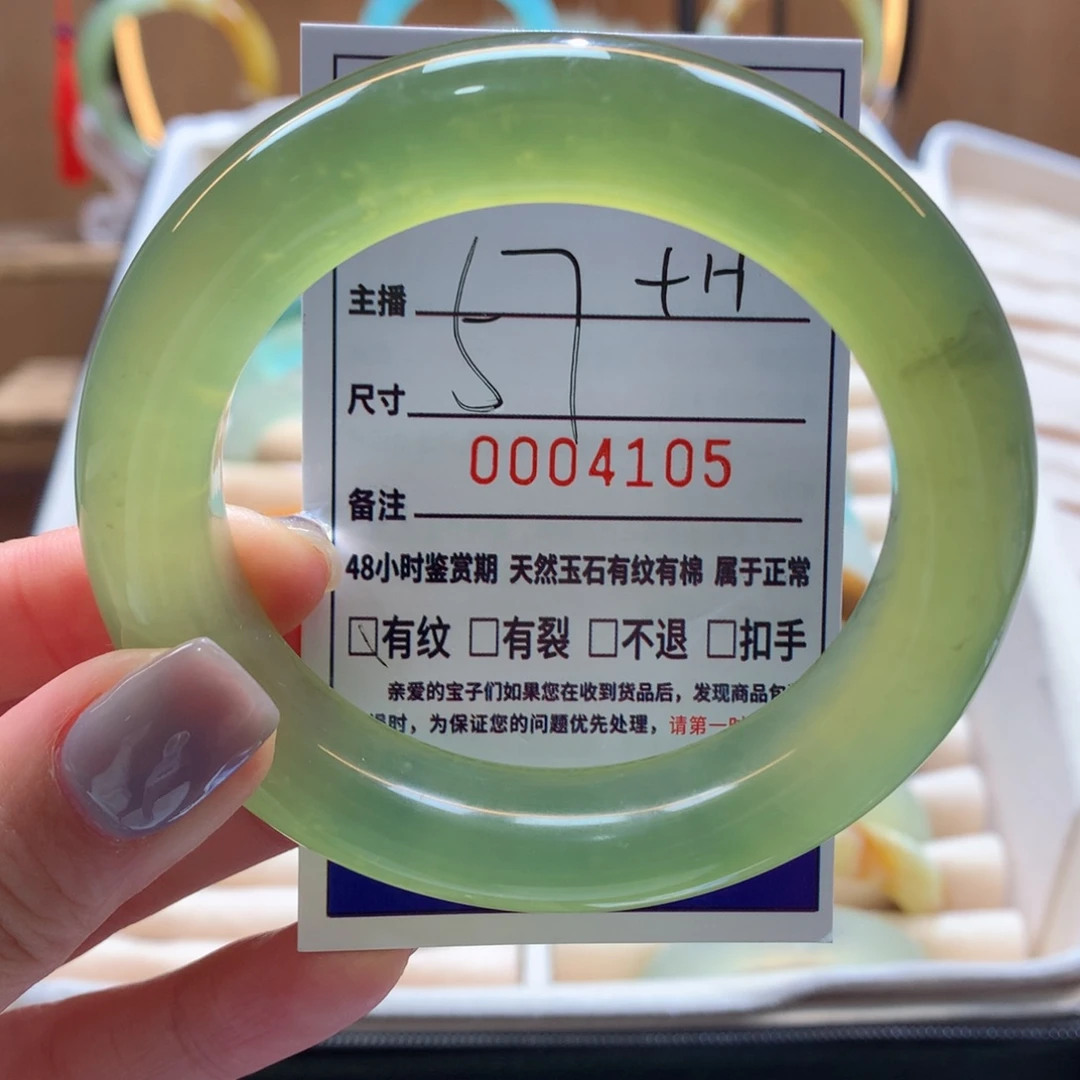 主播
57 +H
尺寸
0004105
备注
48小时鉴赏期 天然玉石有纹有棉 属于正常
☑有纹 □有裂 □不退 □扣手
亲爱的宝子们如果您在收到货品后，发现商品
时，为保证您的问题优先处理，请第一